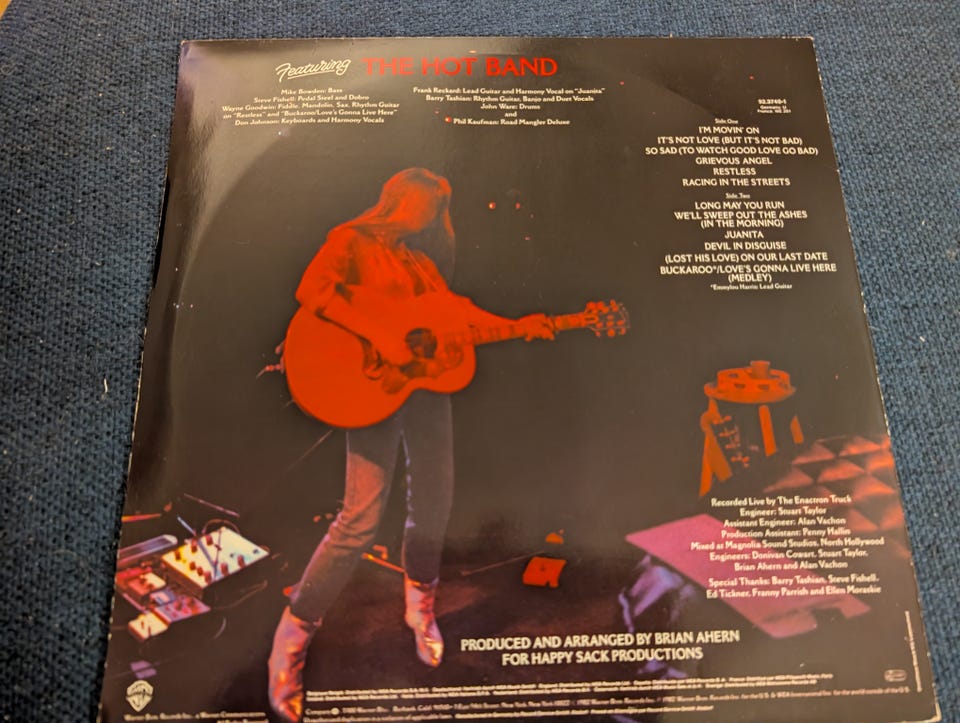 Featuring THE HOT BAND
Mike Bowden: Bass
Steve Fishell: Pedal Steel and Dobro
Wayne Goodwin: Fiddle, Mandolin, Sax, Rhythm Guitar
on "Restless" and "Buckaroo/Love's Gonna Live Here"
Don Johnson: Keyboards and Harmony Vocals
Frank Reckard: Lead Guitar and Harmony Vocal on "Juanita"
Barry Tashian: Rhythm Guitar, Banjo and Duet Vocals
John Ware: Drums
and
Phil Kaufman: Road Mangler Deluxe
92.3740-1
Side One
I'M MOVIN' ON
IT'S NOT LOVE (BUT IT'S NOT BAD)
SO SAD (TO WATCH GOOD LOVE GO BAD)
GRIEVOUS ANGEL
RESTLESS
RACING IN THE STREETS
Side Two
LONG MAY YOU RUN
WE'LL SWEEP OUT THE ASHES
(IN THE MORNING)
JUANITA
DEVIL IN DISGUISE
(LOST HIS LOVE) ON OUR LAST DATE
BUCKAROO*/LOVE'S GONNA LIVE HERE
(MEDLEY)
*Emmylou Harris: Lead Guitar
Recorded Live by The Enactron Truck
Engineer: Stuart Taylor
Assistant Engineer: Alan Vachon
Production Assistant: Penny Hallin
Mixed at Magnolia Sound Studios, North Hollywood
Engineers: Donivan Cowart, Stuart Taylor,
Brian Ahern and Alan Vachon
Special Thanks: Barry Tashian, Steve Fishell,
Ed Tickner, Franny Parrish and Ellen Moraskie
PRODUCED AND ARRANGED BY BRIAN AHERN
FOR HAPPY SACK PRODUCTIONS